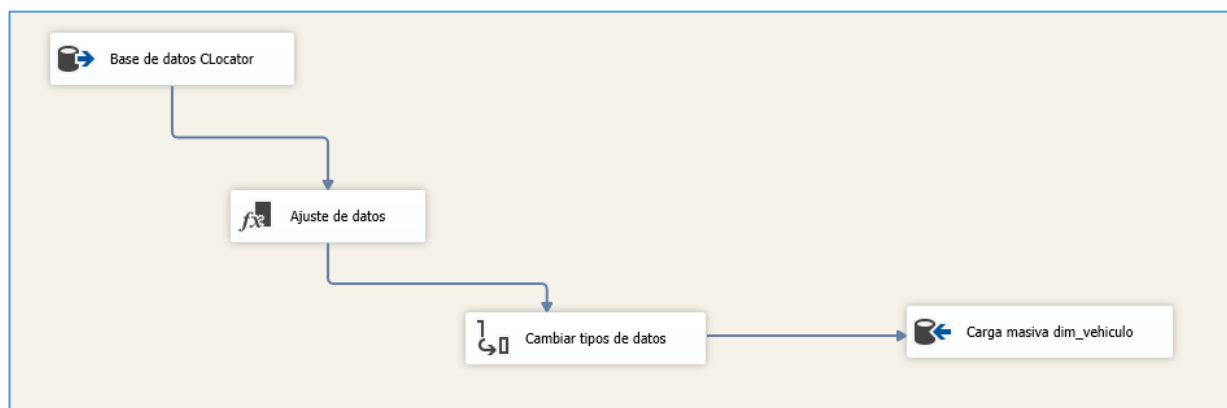 Base de datos CLocator
Ajuste de datos
Cambiar tipos de datos
Carga masiva dim_vehiculo